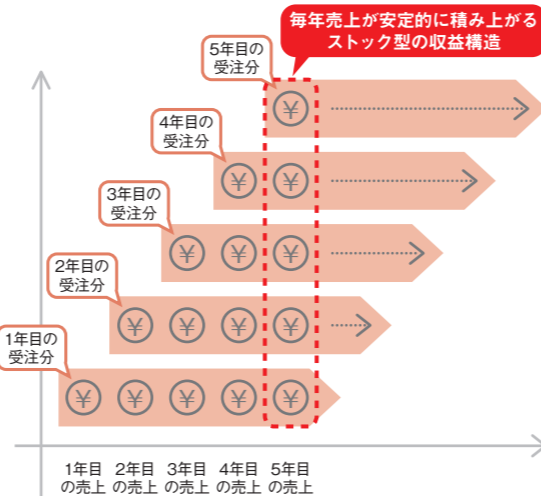 毎年売上が安定的に積み上がる
ストック型の収益構造
5年目の
受注分
¥
4年目の
受注分
¥ ¥
3年目の
受注分
¥ ¥ ¥
2年目の
受注分
¥ ¥ ¥ ¥
1年目の
受注分
¥ ¥ ¥ ¥ ¥
1年目 2年目 3年目 4年目 5年目
の売上 の売上 の売上 の売上 の売上